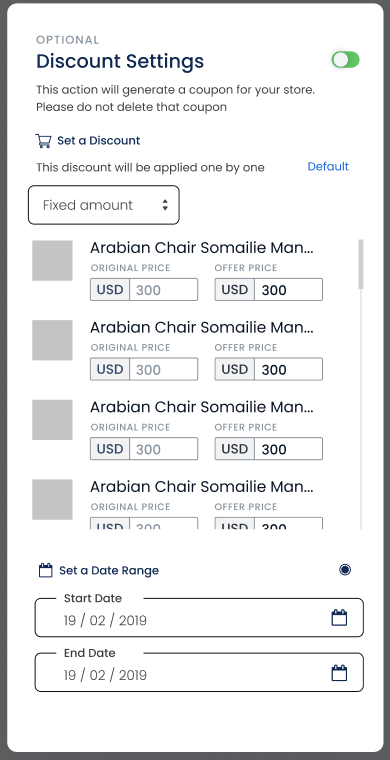 OPTIONAL
Discount Settings
This action will generate a coupon for your store.
Please do not delete that coupon
Set a Discount
This discount will be applied one by one Default
Fixed amount
Arabian Chair Somailie Man...
ORIGINAL PRICE OFFER PRICE
USD 300 USD 300
Arabian Chair Somailie Man...
ORIGINAL PRICE OFFER PRICE
USD 300 USD 300
Arabian Chair Somailie Man...
ORIGINAL PRICE OFFER PRICE
USD 300 USD 300
Arabian Chair Somailie Man...
ORIGINAL PRICE OFFER PRICE
USD 300 USD 300
Set a Date Range
Start Date
19 / 02 / 2019
End Date
19 / 02 / 2019